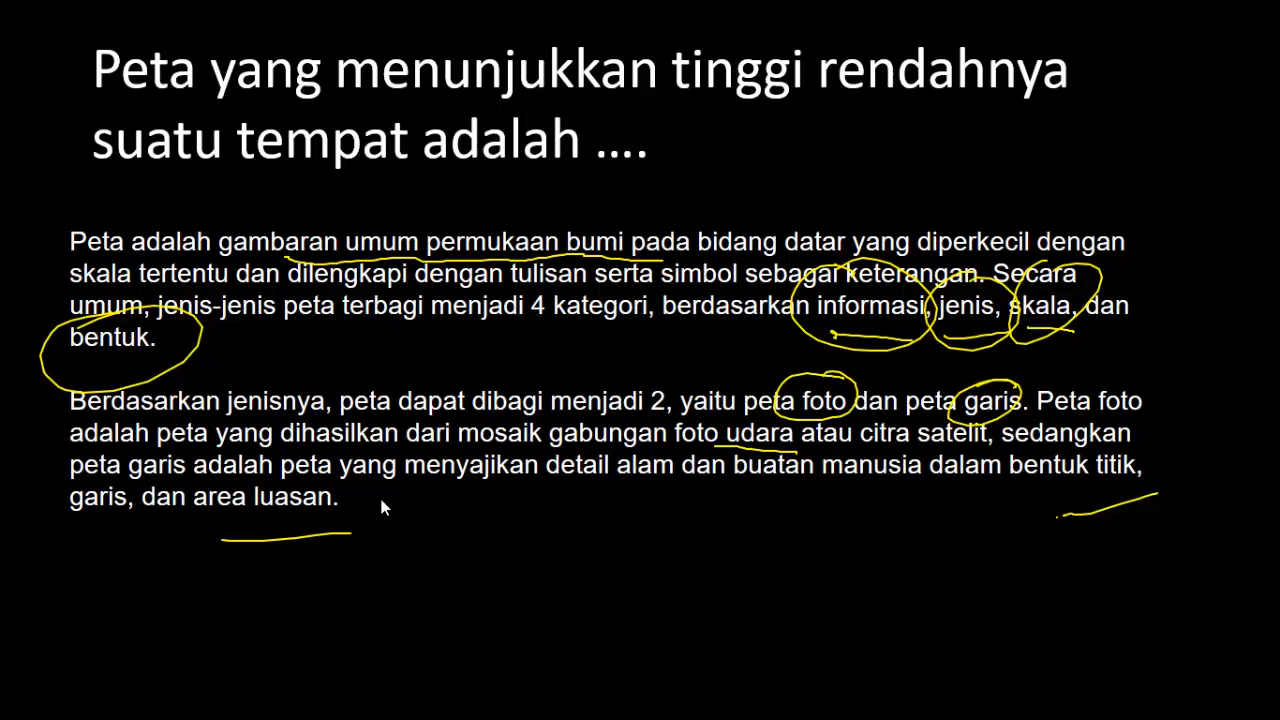 Peta yang menunjukkan tinggi rendahnya
suatu tempat adalah ....
Peta adalah gambaran umum permukaan bumi pada bidang datar yang diperkecil dengan
skala tertentu dan dilengkapi dengan tulisan serta simbol sebagai keterangan. Secara
umum, jenis-jenis peta terbagi menjadi 4 kategori, berdasarkan informasi, jenis, skala, dan
bentuk.
Berdasarkan jenisnya, peta dapat dibagi menjadi 2, yaitu peta foto dan peta garis. Peta foto
adalah peta yang dihasilkan dari mosaik gabungan foto udara atau citra satelit, sedangkan
peta garis adalah peta yang menyajikan detail alam dan buatan manusia dalam bentuk titik,
garis, dan area luasan.